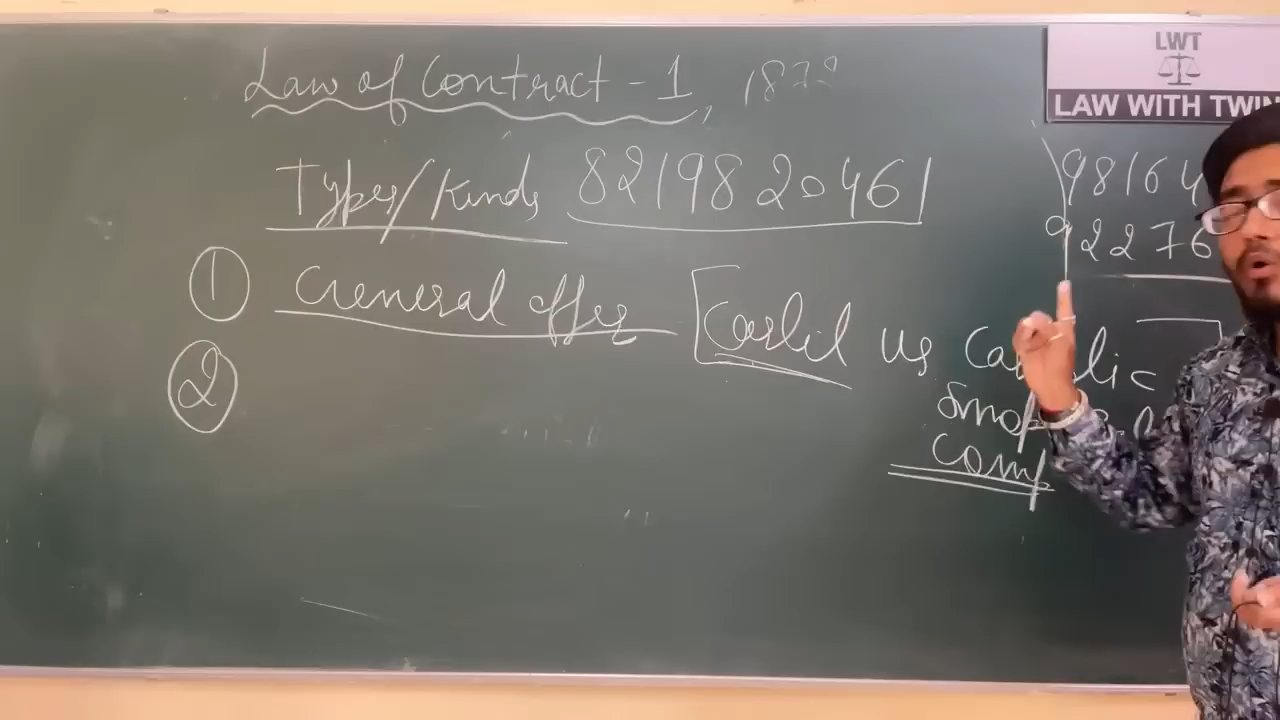 Law of Contract - 1, 1872
LWT
LAW WITH TWIN
Types/Kinds 8219820461
98164
92276
1 General offer [Carlil vs Carbolic
Smoke
Comp
2